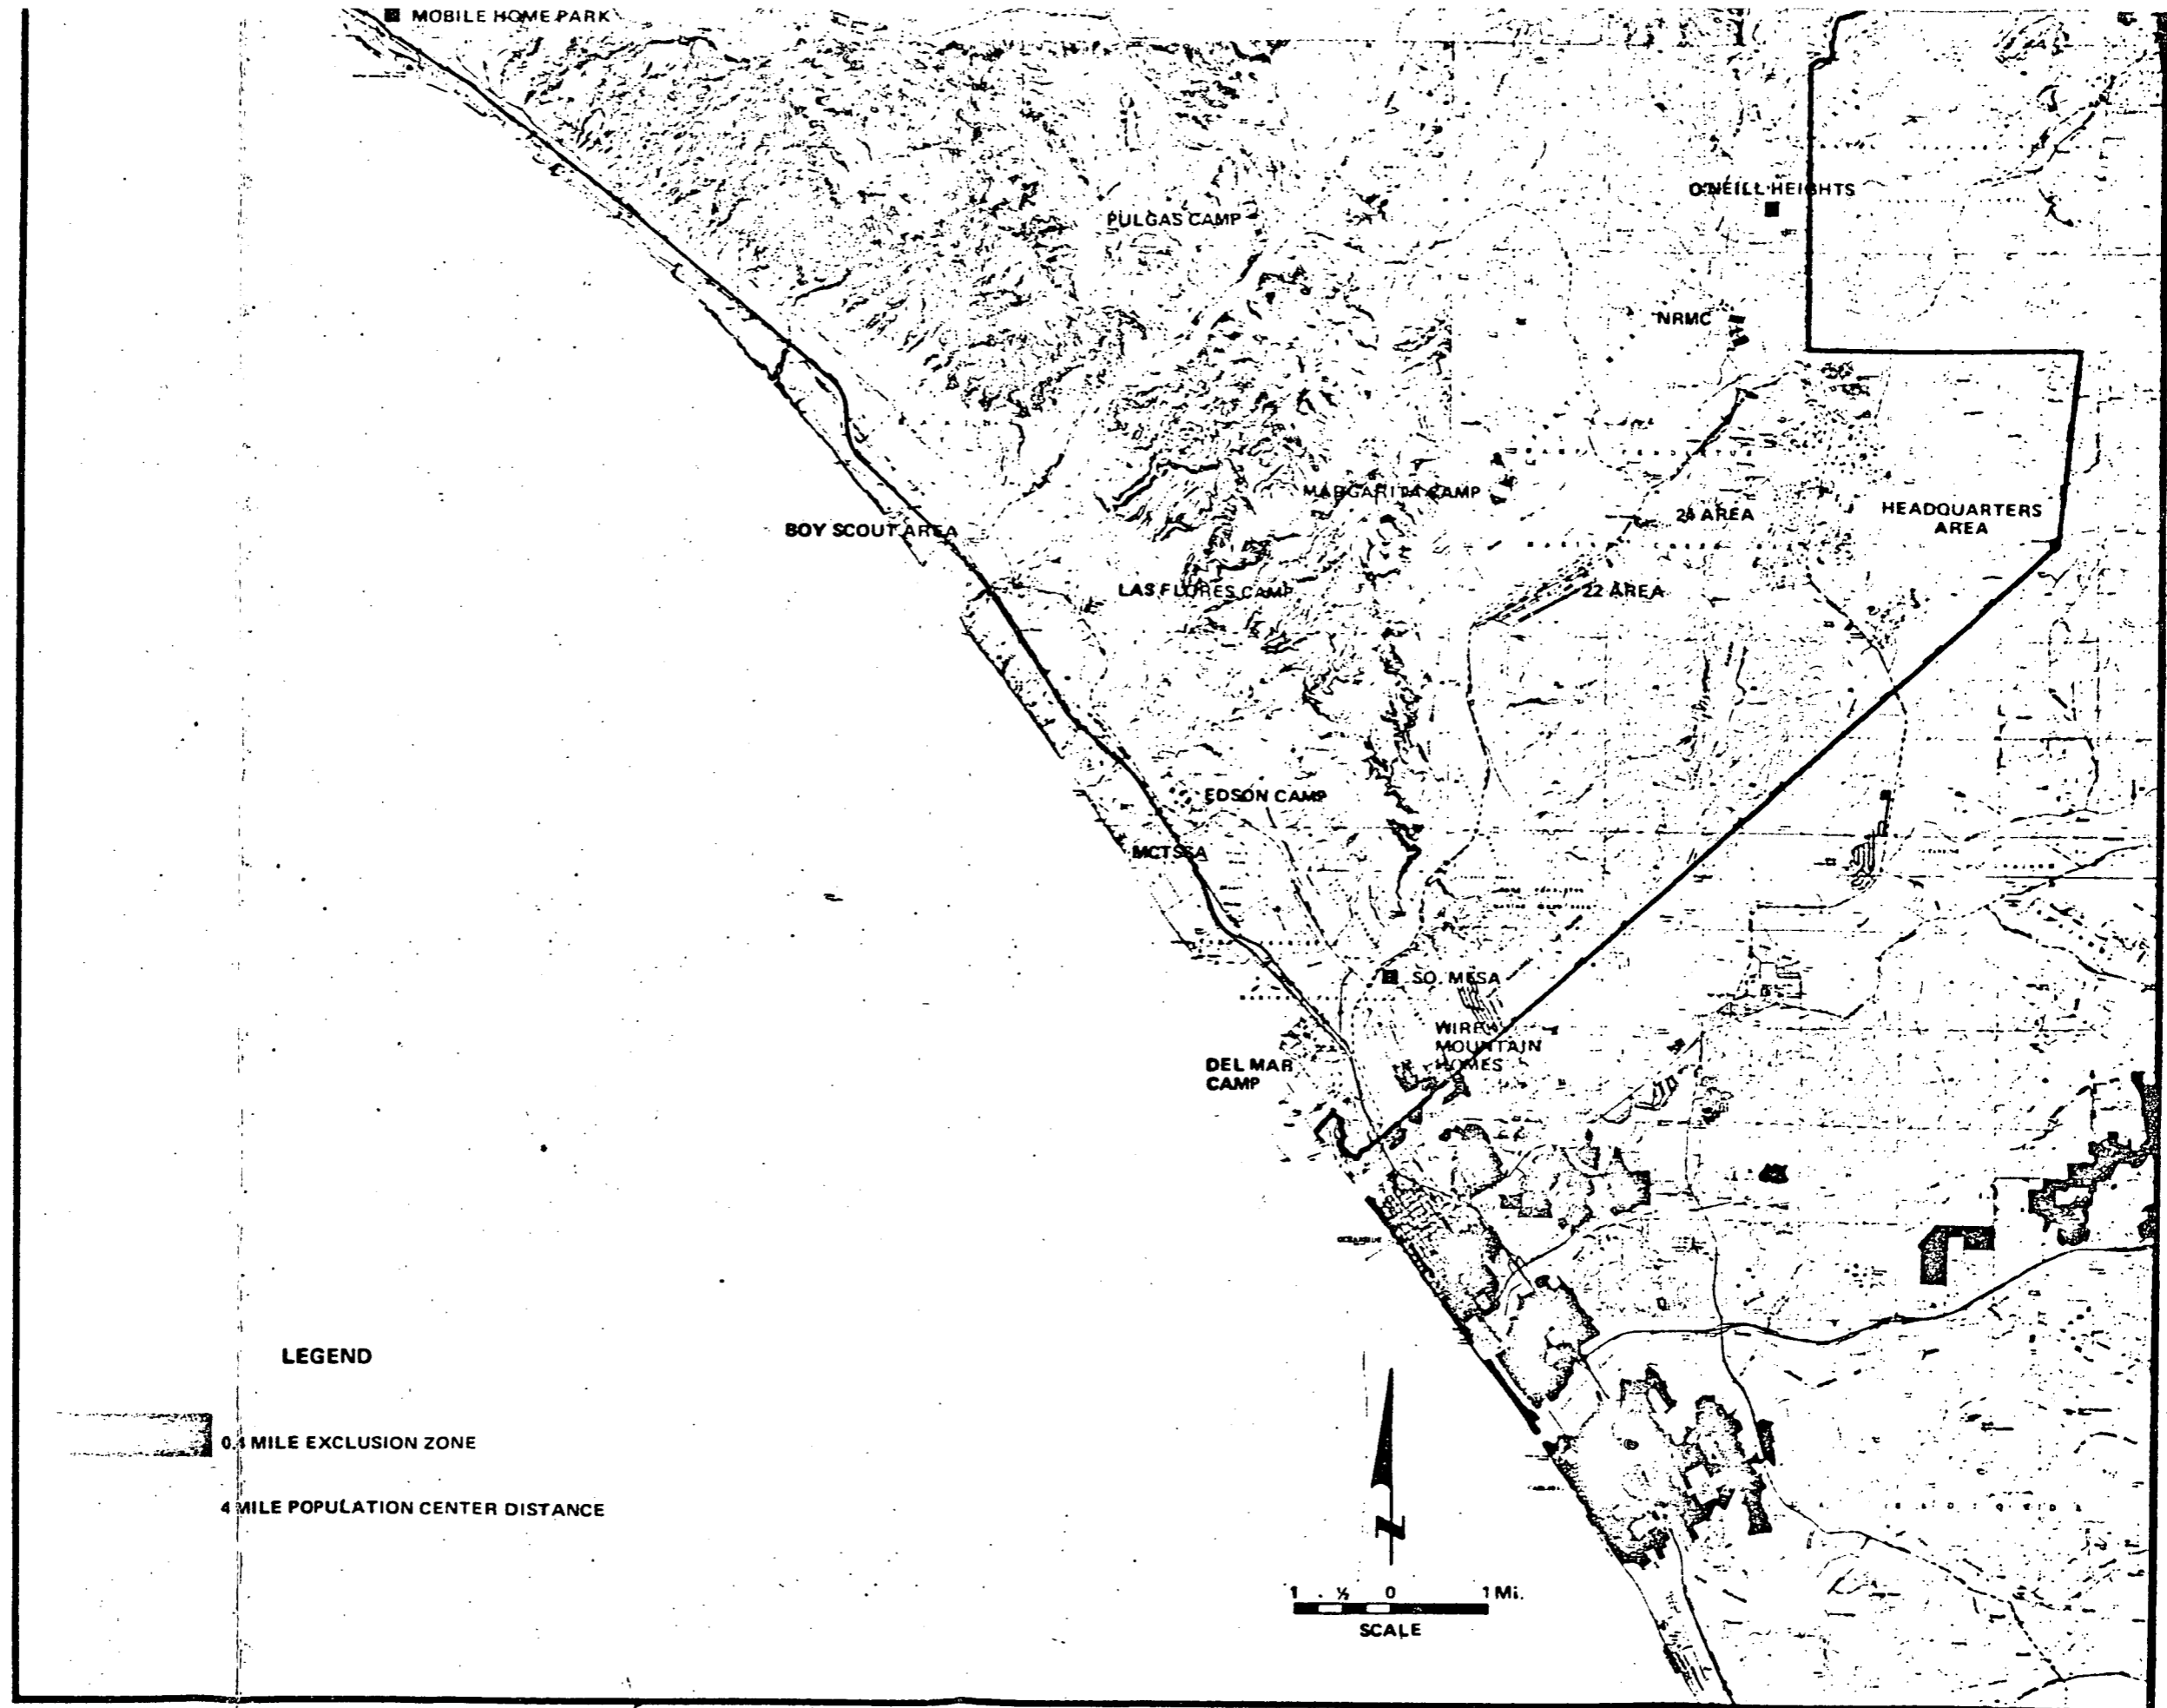 MOBILE HOME PARK
O'NEILL HEIGHTS
PULGAS CAMP
NRMC
MARGARITA CAMP
24 AREA
HEADQUARTERS
AREA
BOY SCOUT AREA
LAS FLORES CAMP
22 AREA
EDSON CAMP
MCTSSA
SO. MESA
WIRE
MOUNTAIN
HOMES
DEL MAR
CAMP
OCEANSIDE
LEGEND
0.4 MILE EXCLUSION ZONE
4 MILE POPULATION CENTER DISTANCE
N
1 ½ 0 1 Mi.
SCALE